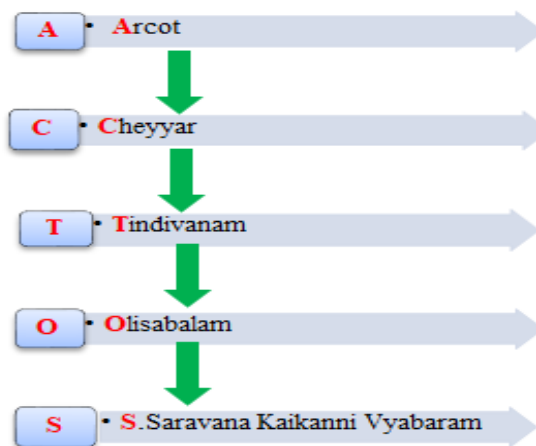 A • Arcot
C • Cheyyar
T • Tindivanam
O • Olisabalam
S • S.Saravana Kaikanni Vyabaram